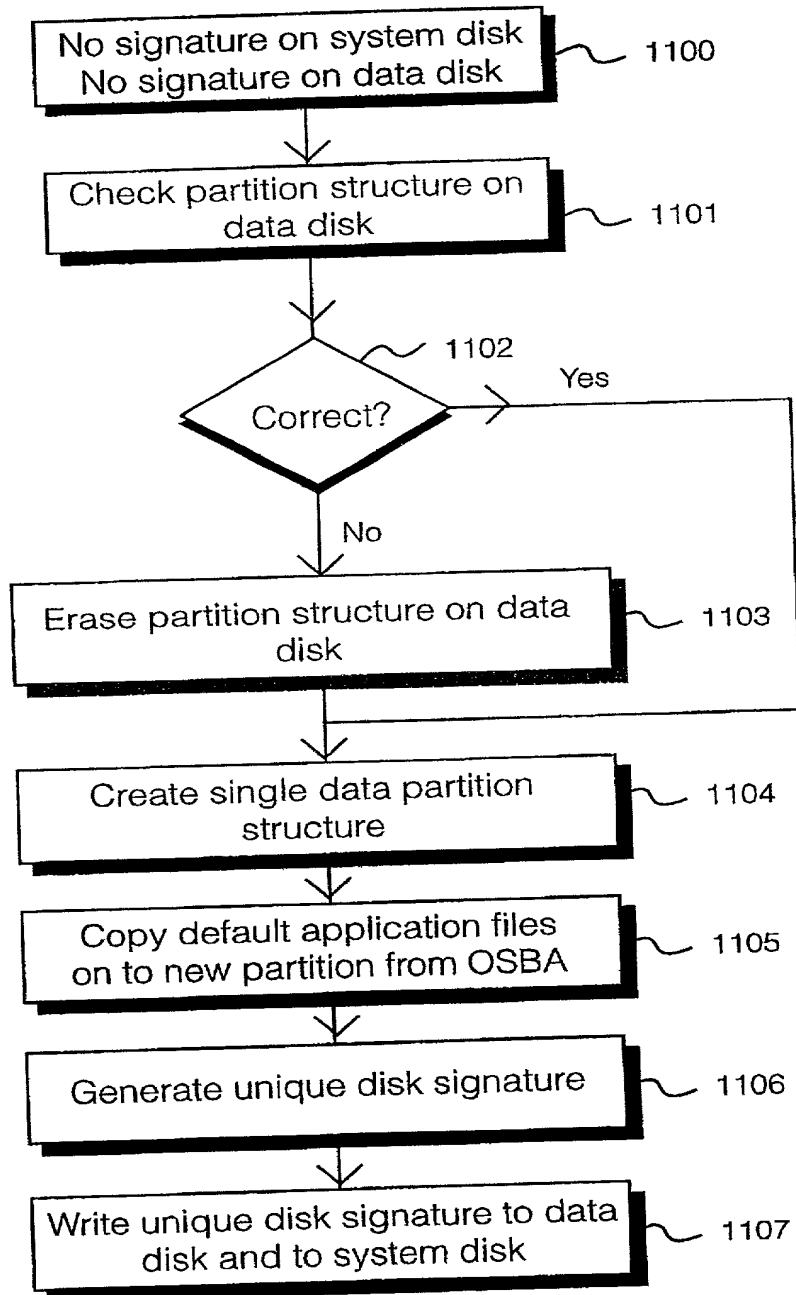 No signature on system disk
No signature on data disk
1100
Check partition structure on
data disk
1101
1102
Correct?
Yes
No
Erase partition structure on data
disk
1103
Create single data partition
structure
1104
Copy default application files
on to new partition from OSBA
1105
Generate unique disk signature
1106
Write unique disk signature to data
disk and to system disk
1107